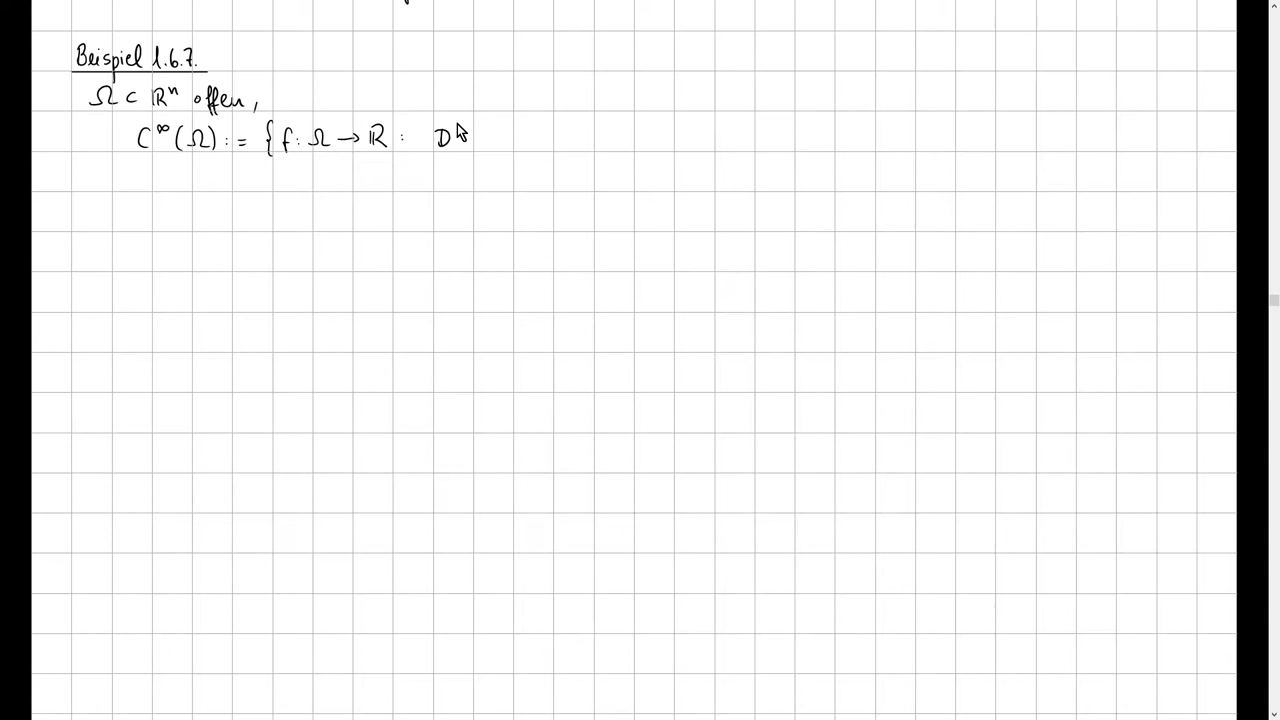 Beispiel 1.6.7.
Ω ⊂ ℝⁿ offen,
C^∞(Ω) := {f: Ω → ℝ : D